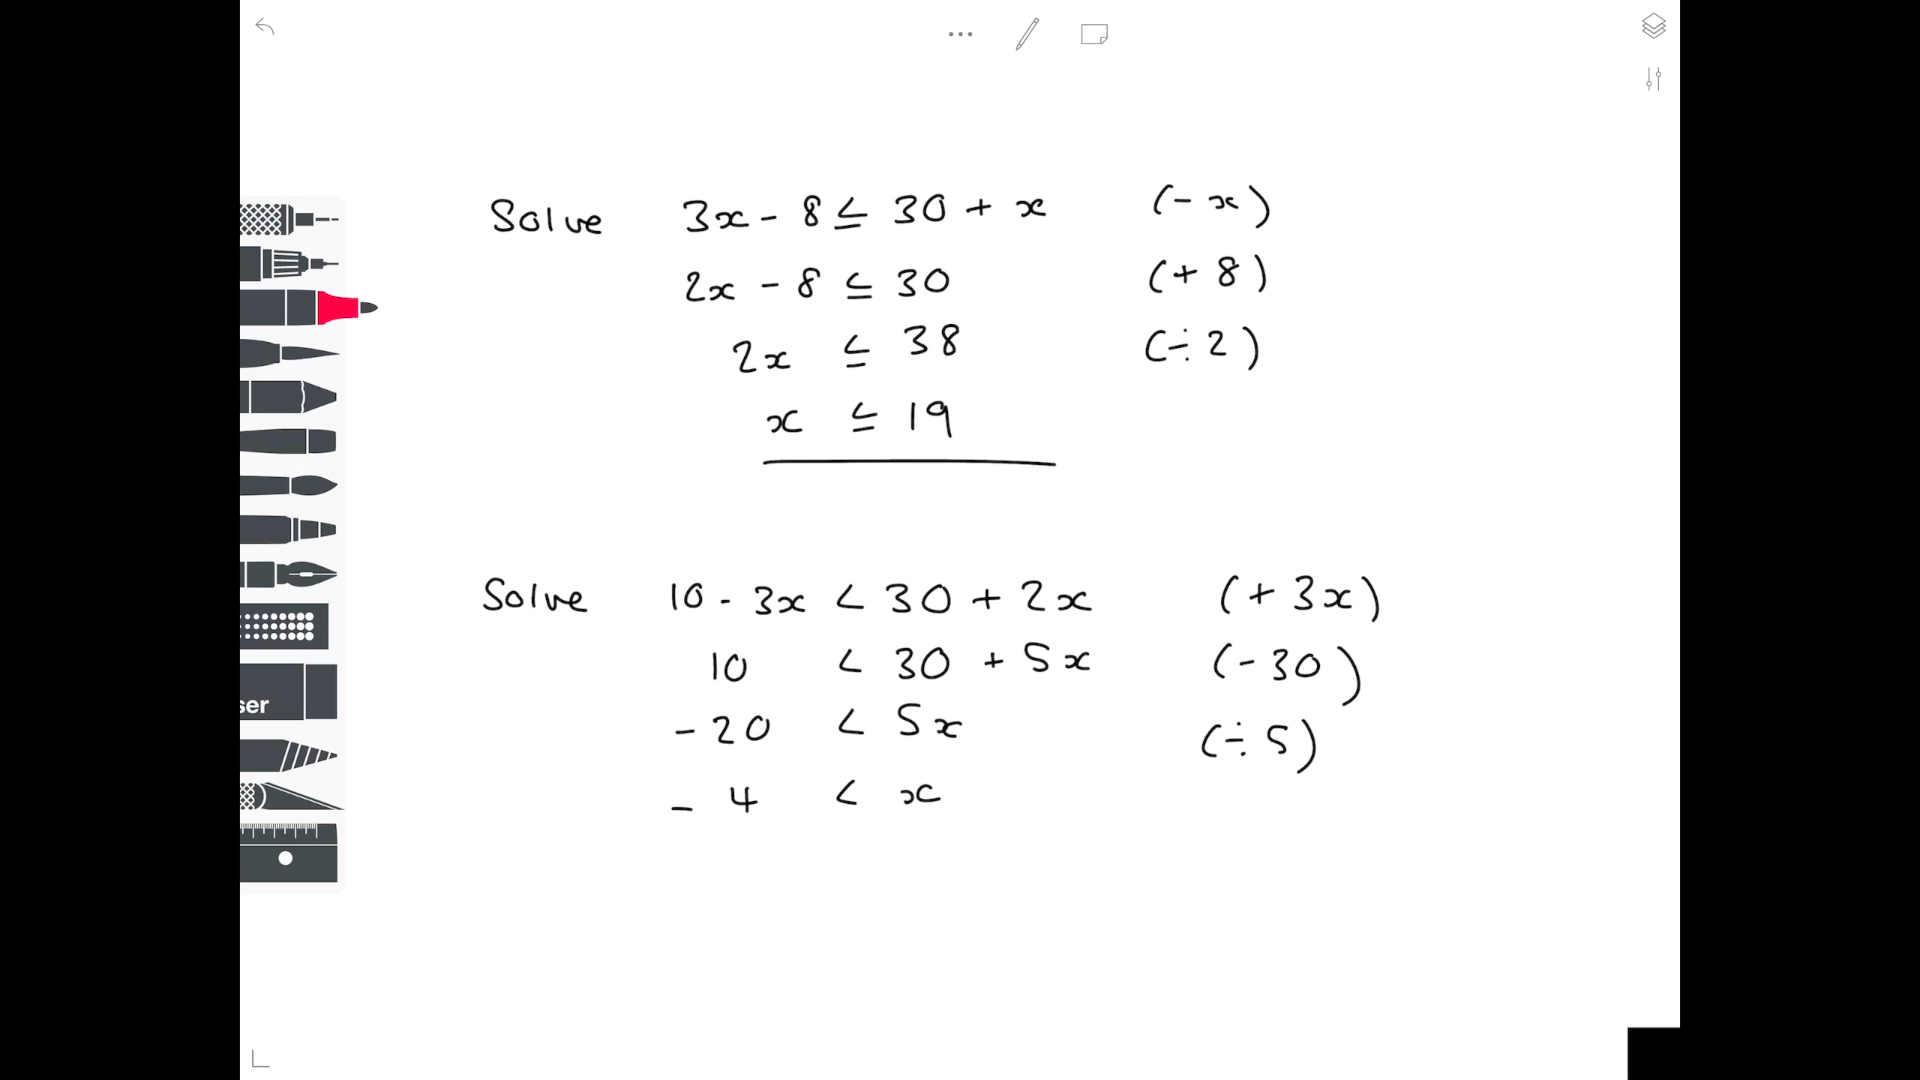 Solve 3x - 8 ≤ 30 + x (- x)
2x - 8 ≤ 30 (+ 8)
2x ≤ 38 (÷ 2)
x ≤ 19
Solve 10 - 3x < 30 + 2x (+ 3x)
10 < 30 + 5x (- 30)
- 20 < 5x (÷ 5)
ser
- 4 < x